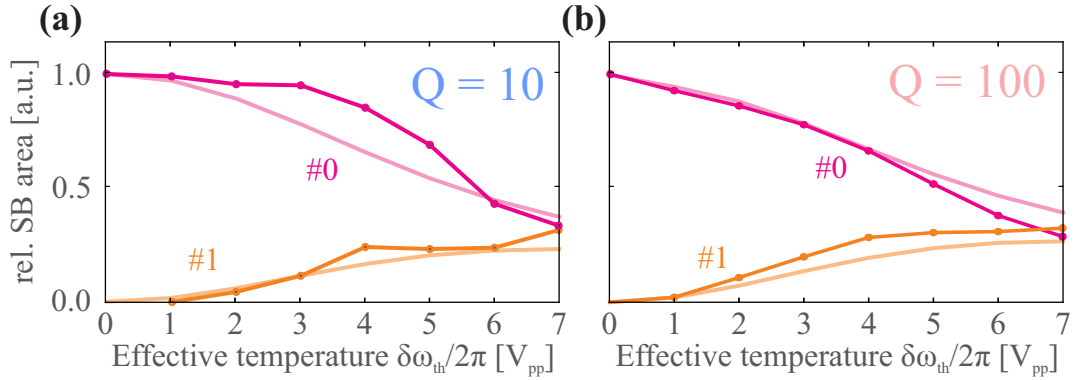 (a)
(b)
rel. SB area [a.u.]
1.0
0.5
0.0
Q = 10
#0
#1
0 1 2 3 4 5 6 7
Effective temperature δω_th/2π [V_pp]
Q = 100
#0
#1
0 1 2 3 4 5 6 7
Effective temperature δω_th/2π [V_pp]